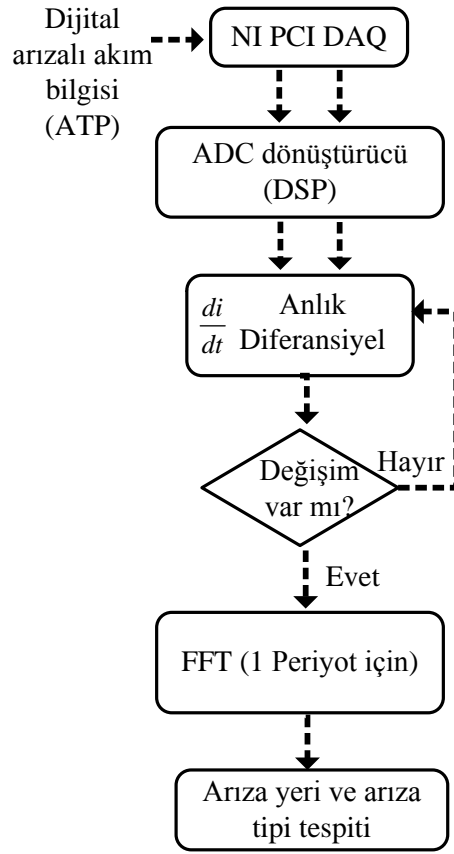 Dijital
arızalı akım
bilgisi
(ATP)
NI PCI DAQ
ADC dönüştürücü
(DSP)
di
dt
Anlık
Diferansiyel
Değişim
var mı?
Hayır
Evet
FFT (1 Periyot için)
Arıza yeri ve arıza
tipi tespiti